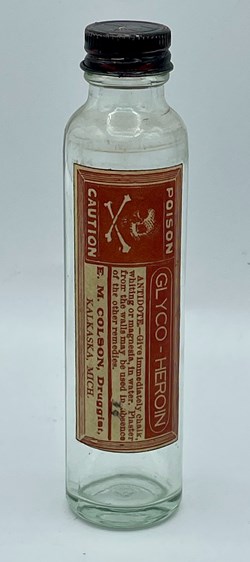 POISON
CAUTION
GLYCO-HEROIN
ANTIDOTE—Give immediately chalk,
whiting or magnesia, in water. Plaster
from the walls may be used in absence
of the other remedies.
E. M. COLSON, Druggist,
KALKASKA, MICH.